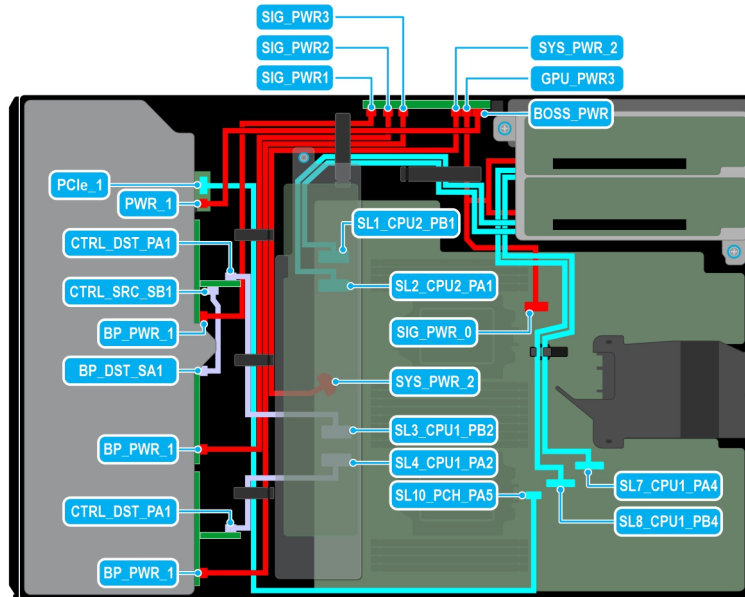 SIG_PWR3
SIG_PWR2
SIG_PWR1
SYS_PWR_2
GPU_PWR3
BOSS_PWR
PCIe_1
PWR_1
CTRL_DST_PA1
CTRL_SRC_SB1
BP_PWR_1
BP_DST_SA1
BP_PWR_1
CTRL_DST_PA1
BP_PWR_1
SL1_CPU2_PB1
SL2_CPU2_PA1
SIG_PWR_0
SYS_PWR_2
SL3_CPU1_PB2
SL4_CPU1_PA2
SL10_PCH_PA5
SL7_CPU1_PA4
SL8_CPU1_PB4